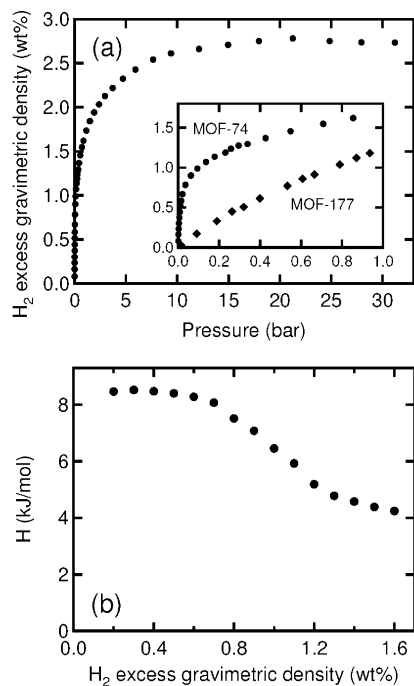 H₂ excess gravimetric density (wt%)
3.0
2.5
2.0
1.5
1.0
0.5
0.0
(a)
MOF-74
MOF-177
1.5
1.0
0.5
0.0
0.0 0.2 0.4 0.6 0.8 1.0
0 5 10 15 20 25 30
Pressure (bar)
H (kJ/mol)
8
6
4
2
0
(b)
0.0 0.4 0.8 1.2 1.6
H₂ excess gravimetric density (wt%)